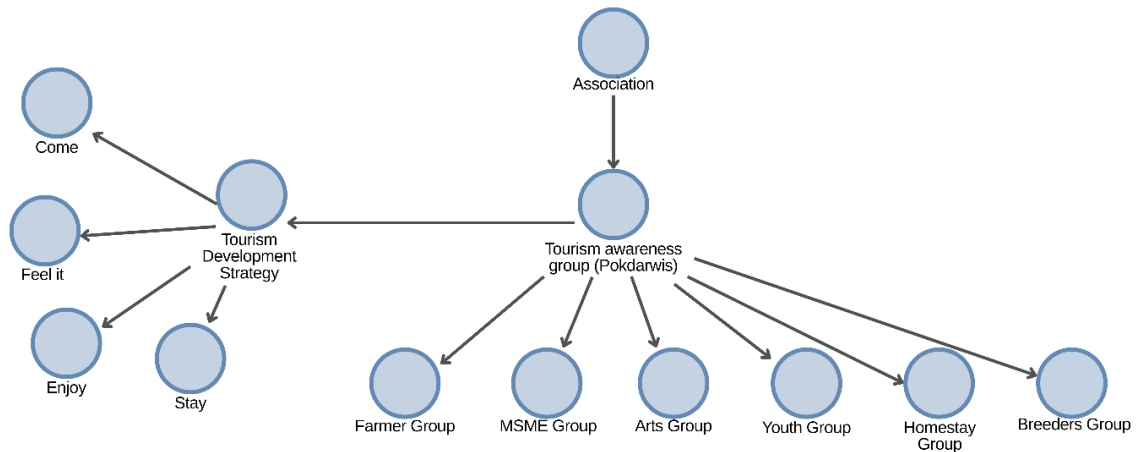 Association
Come
Tourism awareness
group (Pokdarwis)
Tourism
Development
Strategy
Feel it
Enjoy
Stay
Farmer Group
MSME Group
Arts Group
Youth Group
Homestay
Group
Breeders Group